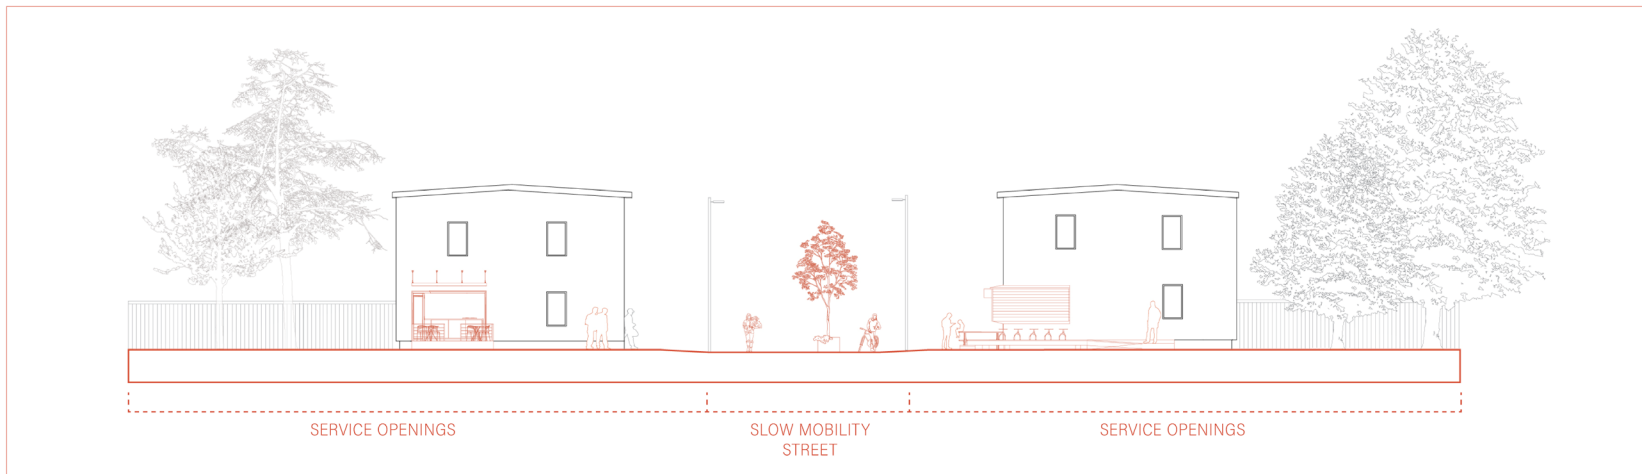 SERVICE OPENINGS
SLOW MOBILITY
STREET
SERVICE OPENINGS